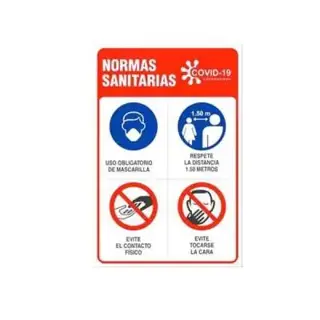 NORMAS
SANITARIAS
COVID-19
1.50 m
USO OBLIGATORIO
DE MASCARILLA
RESPETE
LA DISTANCIA
1.50 METROS
EVITE
EL CONTACTO
FÍSICO
EVITE
TOCARSE
LA CARA